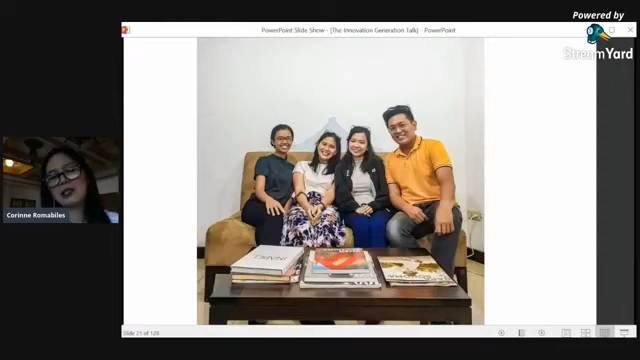 Powered by
StreamYard
PowerPoint Slide Show - [The Innovation Generation Talk] - PowerPoint
Corinne Romabiles
Slide 21 of 128